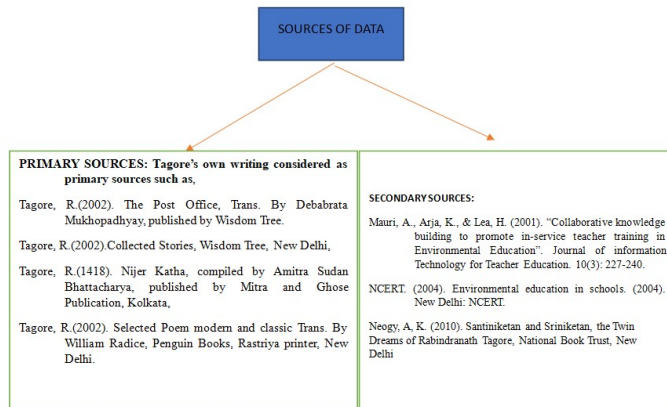 SOURCES OF DATA
PRIMARY SOURCES: Tagore's own writing considered as
primary sources such as,
Tagore, R.(2002). The Post Office, Trans. By Debabrata
Mukhopadhyay, published by Wisdom Tree.
Tagore, R.(2002).Collected Stories, Wisdom Tree, New Delhi,
Tagore, R.(1418). Nijer Katha, compiled by Amitra Sudan
Bhattacharya, published by Mitra and Ghose
Publication, Kolkata,
Tagore, R.(2002). Selected Poem modern and classic Trans. By
William Radice, Penguin Books, Rastriya printer, New
Delhi.
SECONDARY SOURCES:
Mauri, A., Arja, K., & Lea, H. (2001). “Collaborative knowledge
building to promote in-service teacher training in
Environmental Education”. Journal of information
Technology for Teacher Education. 10(3): 227-240.
NCERT. (2004). Environmental education in schools. (2004).
New Delhi: NCERT.
Neogy, A, K. (2010). Santiniketan and Sriniketan, the Twin
Dreams of Rabindranath Tagore, National Book Trust, New
Delhi